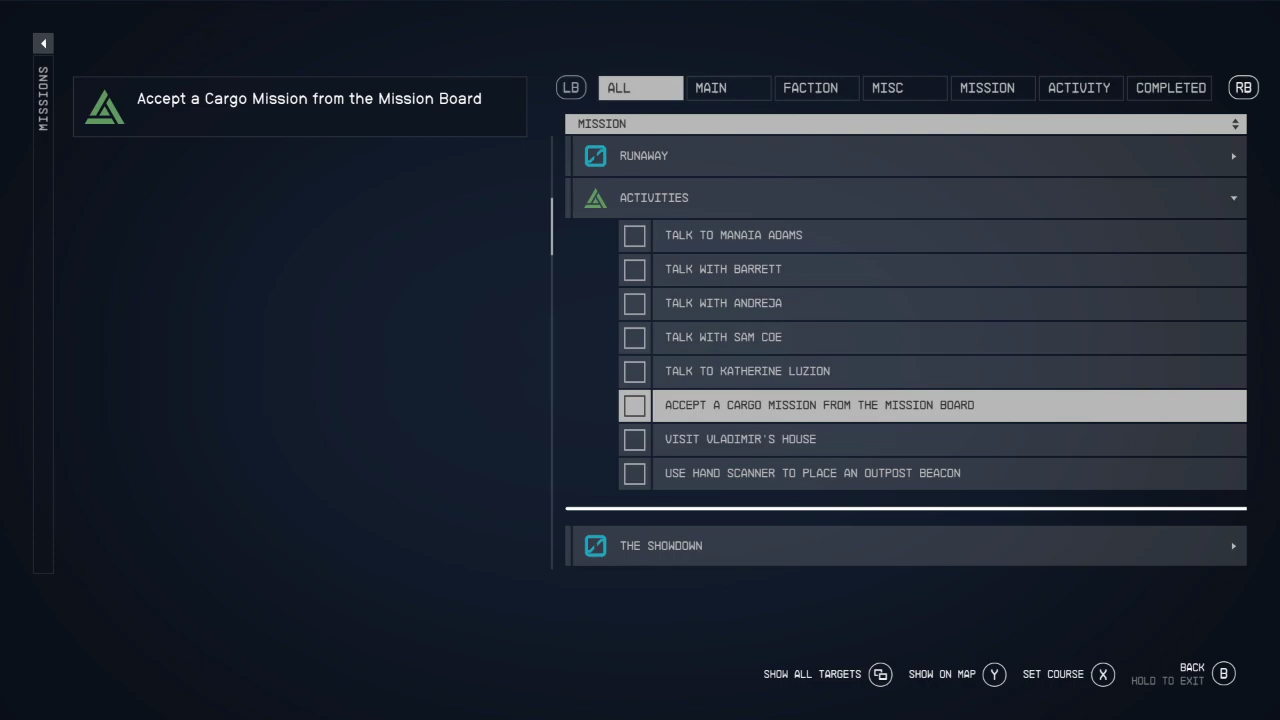 MISSIONS
Accept a Cargo Mission from the Mission Board
LB ALL MAIN FACTION MISC MISSION ACTIVITY COMPLETED RB
MISSION
RUNAWAY
ACTIVITIES
TALK TO MANAIA ADAMS
TALK WITH BARRETT
TALK WITH ANDREJA
TALK WITH SAM COE
TALK TO KATHERINE LUZION
ACCEPT A CARGO MISSION FROM THE MISSION BOARD
VISIT VLADIMIR'S HOUSE
USE HAND SCANNER TO PLACE AN OUTPOST BEACON
THE SHOWDOWN
SHOW ALL TARGETS SHOW ON MAP Y SET COURSE X BACK B
HOLD TO EXIT